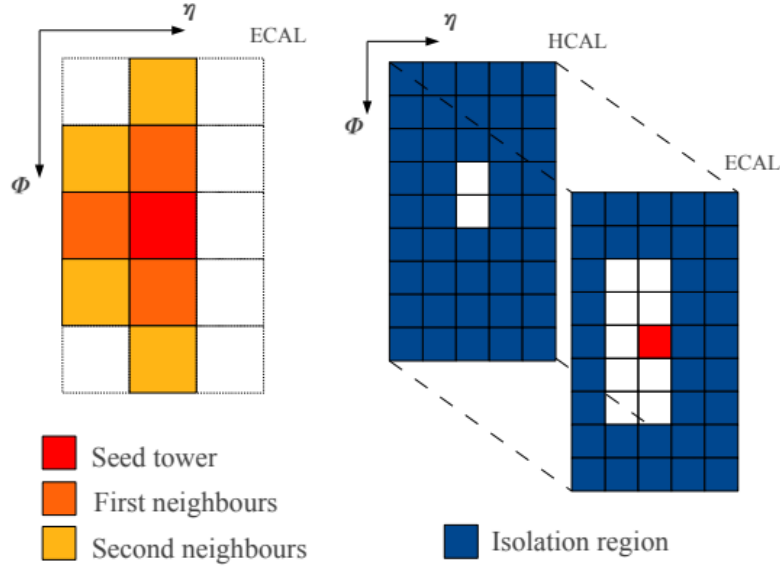 η
ECAL
Φ
Seed tower
First neighbours
Second neighbours
η
HCAL
Φ
ECAL
Isolation region